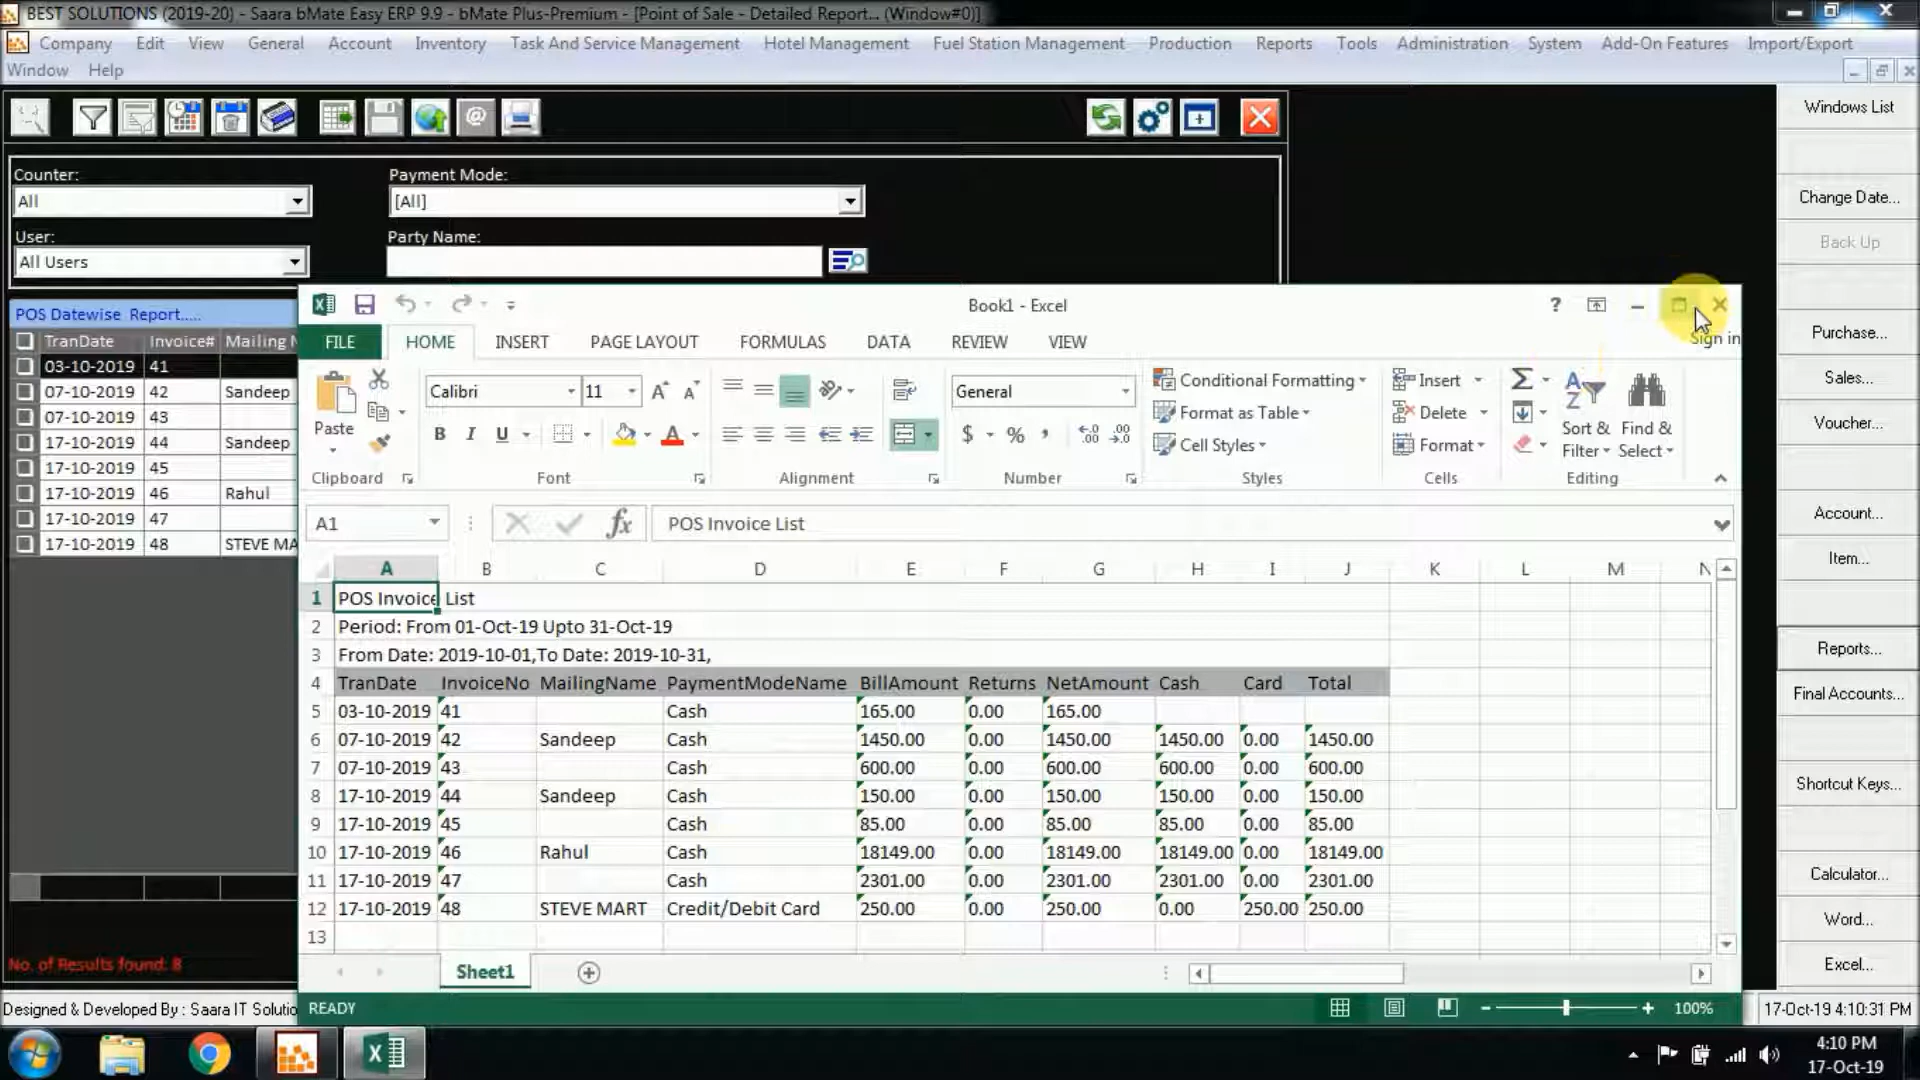 BEST SOLUTIONS (2019-20) - Saara bMate Easy ERP 9.9 - bMate Plus-Premium - [Point of Sale - Detailed Report... (Window#0)]
Company Edit View General Account Inventory Task And Service Management Hotel Management Fuel Station Management Production Reports Tools Administration System Add-On Features Import/Export
Window Help
Windows List
Counter:
All
Payment Mode:
[All]
User:
All Users
Party Name:
Change Date...
Back Up
Purchase...
Sales...
Voucher...
Account...
Item...
Reports...
Final Accounts...
Shortcut Keys...
Calculator...
Word...
Excel...
POS Datewise Report.....
TranDate Invoice# Mailing N
03-10-2019 41
07-10-2019 42 Sandeep
07-10-2019 43
17-10-2019 44 Sandeep
17-10-2019 45
17-10-2019 46 Rahul
17-10-2019 47
17-10-2019 48 STEVE MA
No. of Results found: 8
Book1 - Excel
?
Sign in
FILE HOME INSERT PAGE LAYOUT FORMULAS DATA REVIEW VIEW
Paste
Clipboard
Calibri 11
B I U
Font
Alignment
General
$ % ,
Number
Conditional Formatting
Format as Table
Cell Styles
Styles
Insert
Delete
Format
Cells
Sort & Filter
Find & Select
Editing
A1 fx POS Invoice List
A B C D E F G H I J K L M N
1 POS Invoice List
2 Period: From 01-Oct-19 Upto 31-Oct-19
3 From Date: 2019-10-01,To Date: 2019-10-31,
4 TranDate InvoiceNo MailingName PaymentModeName BillAmount Returns NetAmount Cash Card Total
5 03-10-2019 41 Cash 165.00 0.00 165.00
6 07-10-2019 42 Sandeep Cash 1450.00 0.00 1450.00 1450.00 0.00 1450.00
7 07-10-2019 43 Cash 600.00 0.00 600.00 600.00 0.00 600.00
8 17-10-2019 44 Sandeep Cash 150.00 0.00 150.00 150.00 0.00 150.00
9 17-10-2019 45 Cash 85.00 0.00 85.00 85.00 0.00 85.00
10 17-10-2019 46 Rahul Cash 18149.00 0.00 18149.00 18149.00 0.00 18149.00
11 17-10-2019 47 Cash 2301.00 0.00 2301.00 2301.00 0.00 2301.00
12 17-10-2019 48 STEVE MART Credit/Debit Card 250.00 0.00 250.00 0.00 250.00 250.00
13
Sheet1
READY
100%
Designed & Developed By : Saara IT Solutio
17-Oct-19 4:10:31 PM
4:10 PM
17-Oct-19